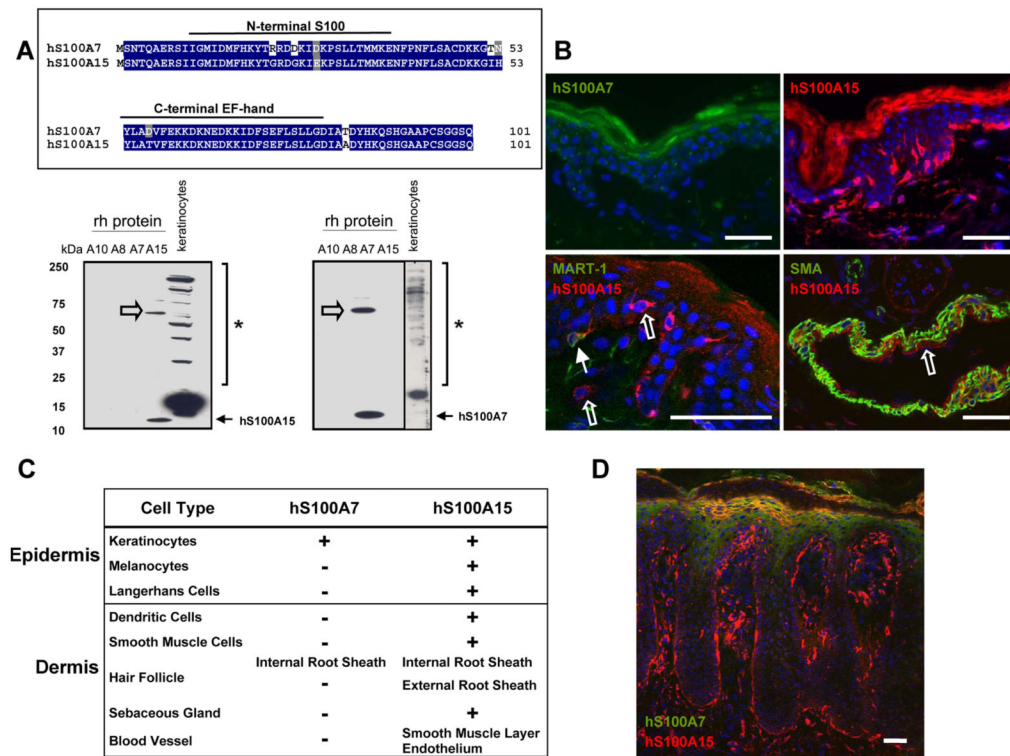 A
N-terminal S100
hS100A7 MSNTQAERSIIGMIDMFHKYTRRDDKIDKPSLLTMMKENFPNFLSACDKKGTN 53
hS100A15 MSNTQAERSIIGMIDMFHKYTGRDGKIEKPSLLTMMKENFPNFLSACDKKGIH 53
C-terminal EF-hand
hS100A7 YLADVFEKKDKNEDKKIDFSEFLSLLGDIATDYHKQSHGAAPCSGGSQ 101
hS100A15 YLATVFEKKDKNEDKKIDFSEFLSLLGDIAADYHKQSHGAAPCSGGSQ 101
rh protein
keratinocytes
kDa A10 A8 A7 A15
250
75
50
37
25
15
10
*
hS100A15
rh protein
keratinocytes
A10 A8 A7 A15
*
hS100A7
B
hS100A7
hS100A15
MART-1
hS100A15
SMA
hS100A15
C
Cell Type hS100A7 hS100A15
Epidermis
Keratinocytes + +
Melanocytes - +
Langerhans Cells - +
Dermis
Dendritic Cells - +
Smooth Muscle Cells - +
Hair Follicle
Internal Root Sheath Internal Root Sheath
- External Root Sheath
Sebaceous Gland - +
Blood Vessel - Smooth Muscle Layer
Endothelium
D
hS100A7
hS100A15